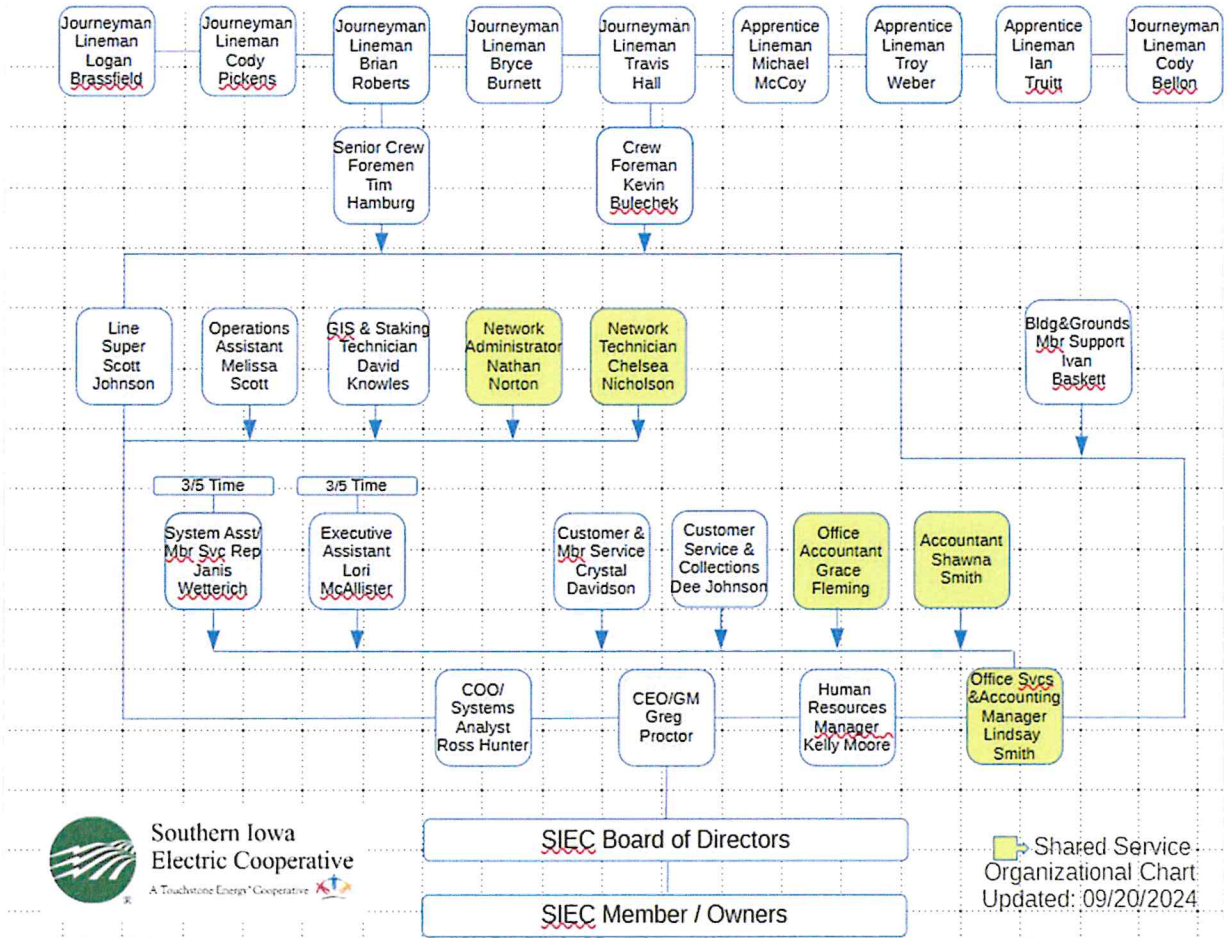 Journeyman
Lineman
Logan
Brassfield
Journeyman
Lineman
Cody
Pickens
Journeyman
Lineman
Brian
Roberts
Journeyman
Lineman
Bryce
Burnett
Journeyman
Lineman
Travis
Hall
Apprentice
Lineman
Michael
McCoy
Apprentice
Lineman
Troy
Weber
Apprentice
Lineman
Ian
Truitt
Journeyman
Lineman
Cody
Bellon
Senior Crew
Foremen
Tim
Hamburg
Crew
Foreman
Kevin
Bulechek
Line
Super
Scott
Johnson
Operations
Assistant
Melissa
Scott
GIS & Staking
Technician
David
Knowles
Network
Administrator
Nathan
Norton
Network
Technician
Chelsea
Nicholson
Bldg&Grounds
Mbr Support
Ivan
Baskett
3/5 Time
3/5 Time
System Asst/
Mbr Svc Rep
Janis
Wetterich
Executive
Assistant
Lori
McAllister
Customer &
Mbr Service
Crystal
Davidson
Customer
Service &
Collections
Dee Johnson
Office
Accountant
Grace
Fleming
Accountant
Shawna
Smith
COO/
Systems
Analyst
Ross Hunter
CEO/GM
Greg
Proctor
Human
Resources
Manager
Kelly Moore
Office Svcs
&Accounting
Manager
Lindsay
Smith
Southern Iowa
Electric Cooperative
A Touchstone Energy® Cooperative
®
SIEC Board of Directors
SIEC Member / Owners
Shared Service
Organizational Chart
Updated: 09/20/2024